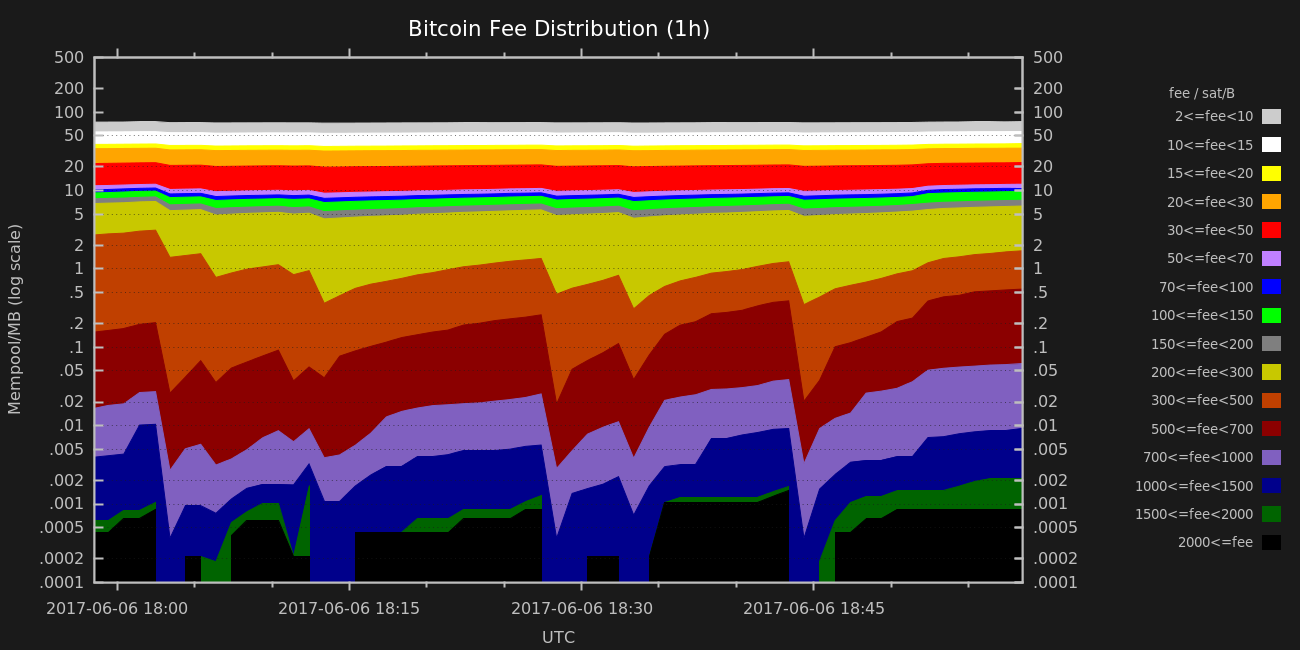 Bitcoin Fee Distribution (1h)
500
200
100
50
20
10
5
2
1
.5
.2
.1
.05
.02
.01
.005
.002
.001
.0005
.0002
.0001
Mempool/MB (log scale)
500
200
100
50
20
10
5
2
1
.5
.2
.1
.05
.02
.01
.005
.002
.001
.0005
.0002
.0001
2017-06-06 18:00 2017-06-06 18:15 2017-06-06 18:30 2017-06-06 18:45
UTC
fee / sat/B
2<=fee<10
10<=fee<15
15<=fee<20
20<=fee<30
30<=fee<50
50<=fee<70
70<=fee<100
100<=fee<150
150<=fee<200
200<=fee<300
300<=fee<500
500<=fee<700
700<=fee<1000
1000<=fee<1500
1500<=fee<2000
2000<=fee